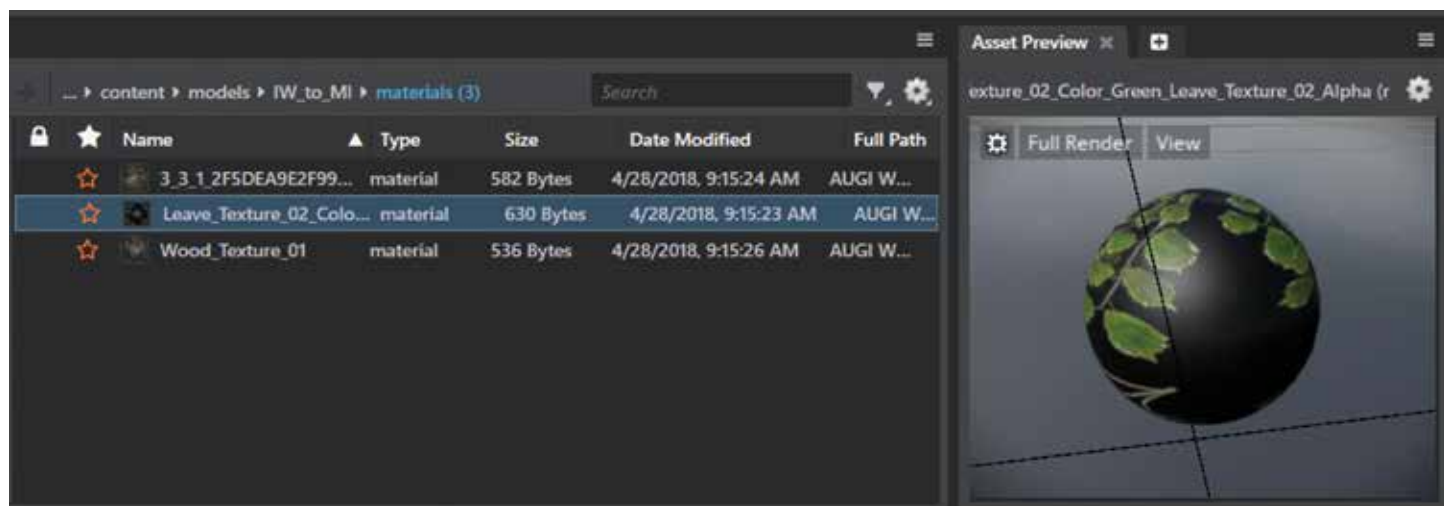 Asset Preview
... content models IW_to_MI materials (3) Search
exture_02_Color_Green_Leave_Texture_02_Alpha (r
Name Type Size Date Modified Full Path
Full Render View
3_3_1_2F5DEA9E2F99... material 582 Bytes 4/28/2018, 9:15:24 AM AUGI W...
Leave_Texture_02_Colo... material 630 Bytes 4/28/2018, 9:15:23 AM AUGI W...
Wood_Texture_01 material 536 Bytes 4/28/2018, 9:15:26 AM AUGI W...